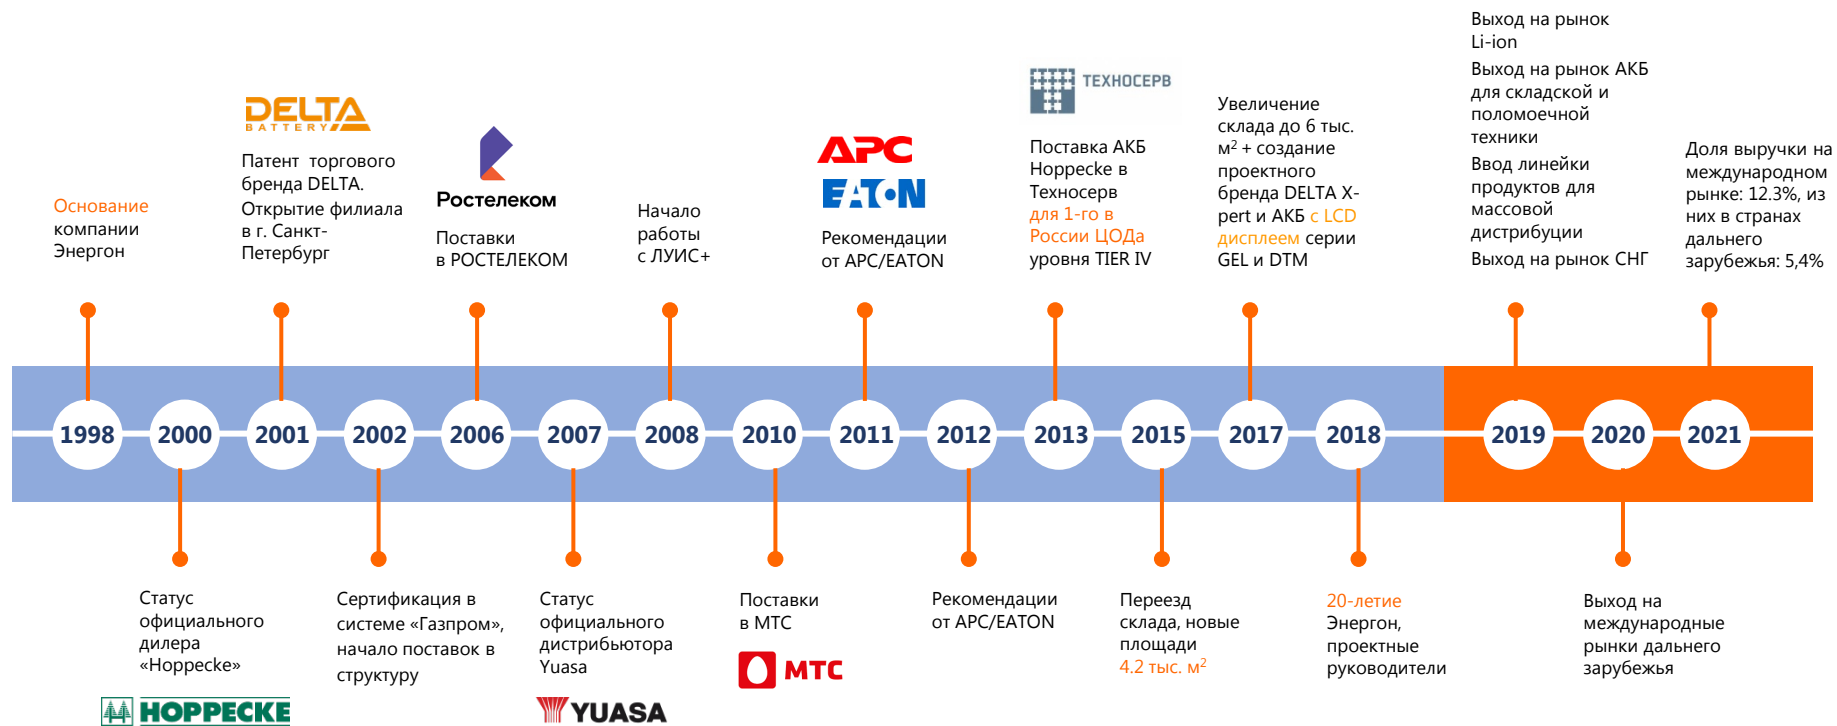 Основание
компании
Энергон
DELTA
BATTERY
Патент торгового
бренда DELTA.
Открытие филиала
в г. Санкт-
Петербург
Ростелеком
Поставки
в РОСТЕЛЕКОМ
Начало
работы
с ЛУИС+
APC
EATON
Рекомендации
от APC/EATON
ТЕХНОСЕРВ
Поставка АКБ
Hoppecke в
Техносерв
для 1-го в
России ЦОДа
уровня TIER IV
Увеличение
склада до 6 тыс.
м² + создание
проектного
бренда DELTA X-
pert и АКБ с LCD
дисплеем серии
GEL и DTM
Выход на рынок
Li-ion
Выход на рынок АКБ
для складской и
поломоечной
техники
Ввод линейки
продуктов для
массовой
дистрибуции
Выход на рынок СНГ
Доля выручки на
международном
рынке: 12.3%, из
них в странах
дальнего
зарубежья: 5,4%
1998
2000
2001
2002
2006
2007
2008
2010
2011
2012
2013
2015
2017
2018
2019
2020
2021
Статус
официального
дилера
«Hoppecke»
HOPPECKE
Сертификация в
системе «Газпром»,
начало поставок в
структуру
Статус
официального
дистрибьютора
Yuasa
YUASA
Поставки
в МТС
МТС
Рекомендации
от APC/EATON
Переезд
склада, новые
площади
4.2 тыс. м²
20-летие
Энергон,
проектные
руководители
Выход на
международные
рынки дальнего
зарубежья